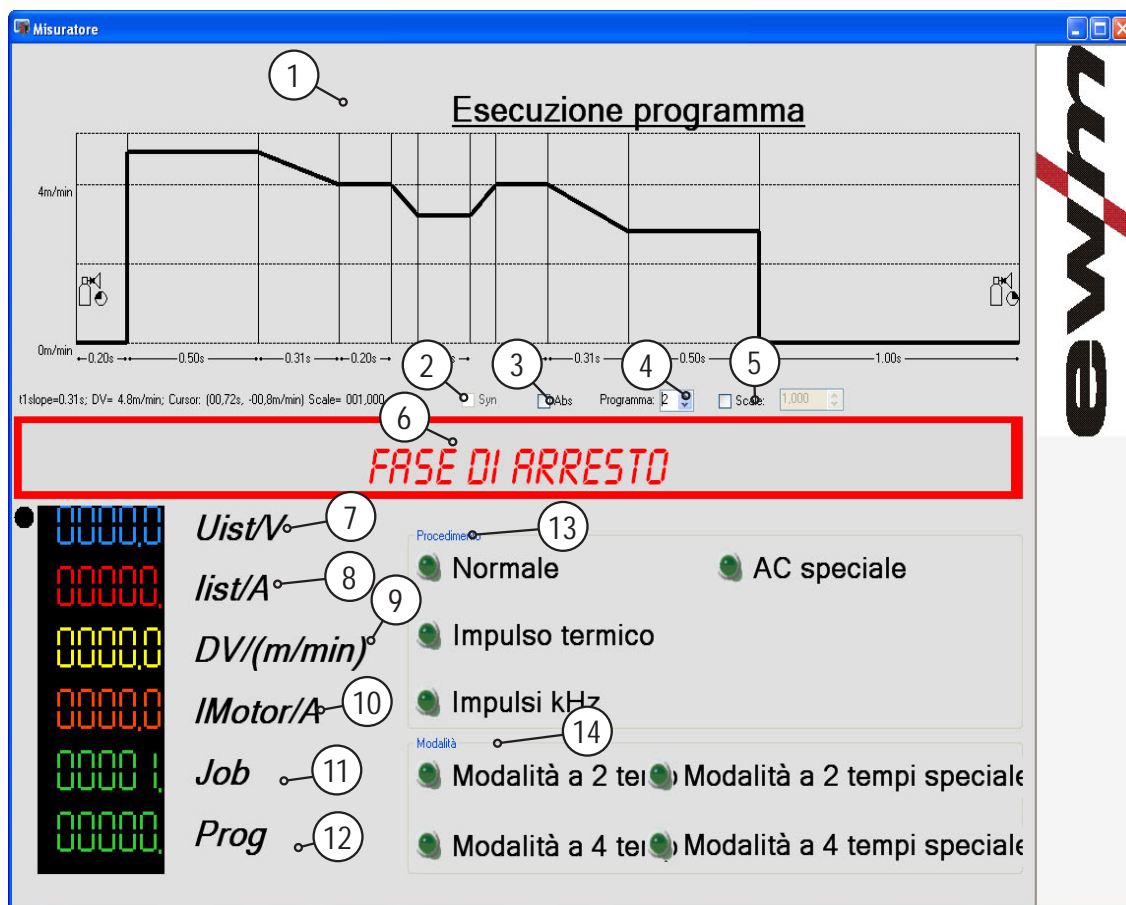 Misuratore
1
Esecuzione programma
4m/min
0m/min
0.20s 0.50s 0.31s 0.20s 0.31s 0.50s 1.00s
2 3 4 5
t1slope=0.31s; DV= 4.8m/min; Cursor: (00,72s, -00,8m/min) Scale= 001,000
Syn Abs Programma: 2 Scale: 1,000
6
FASE DI ARRESTO
0000,0 Uist/V 7
00000, Iist/A 8
0000,0 DV/(m/min) 9
0000,0 IMotor/A 10
00001, Job 11
00000, Prog 12
Procedimento 13
Normale AC speciale
Impulso termico
Impulsi kHz
Modalità 14
Modalità a 2 Modalità a 2 tempi speciale
Modalità a 4 Modalità a 4 tempi speciale
ewm